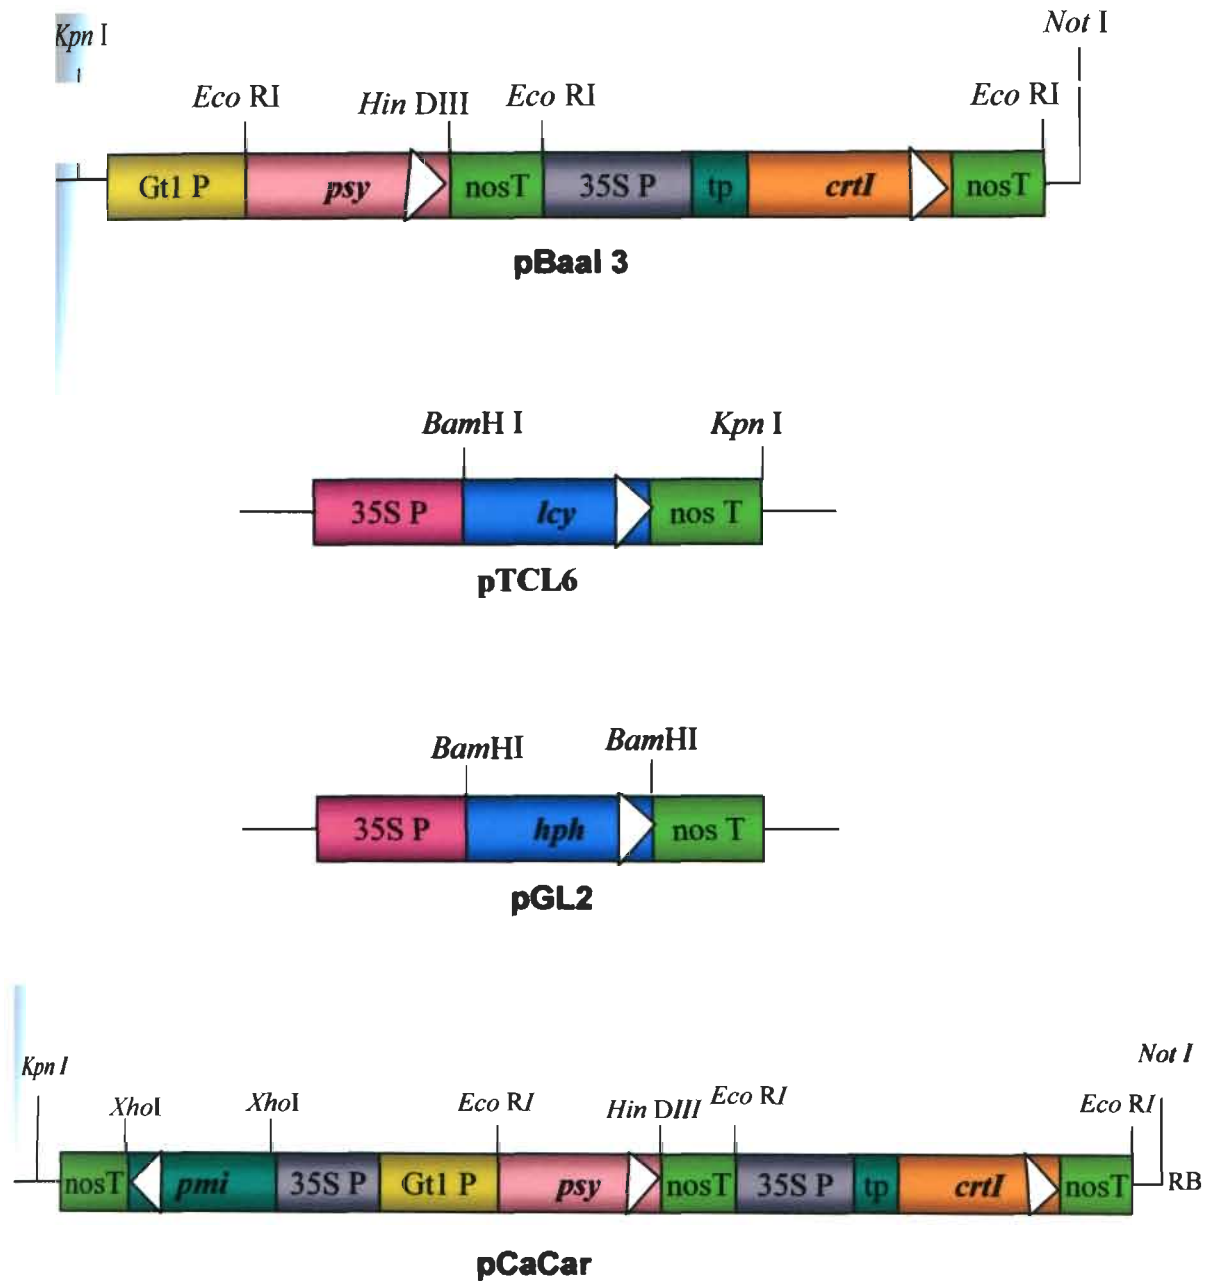 Kpn I
Not I
Eco RI Hin DIII Eco RI Eco RI
Gt1 P psy nosT 35S P tp crtI nosT
pBaal 3
BamH I Kpn I
35S P lcy nos T
pTCL6
BamHI BamHI
35S P hph nos T
pGL2
Kpn I Not I
XhoI XhoI Eco RI Hin DIII Eco RI Eco RI
nosT pmi 35S P Gt1 P psy nosT 35S P tp crtI nosT RB
pCaCar